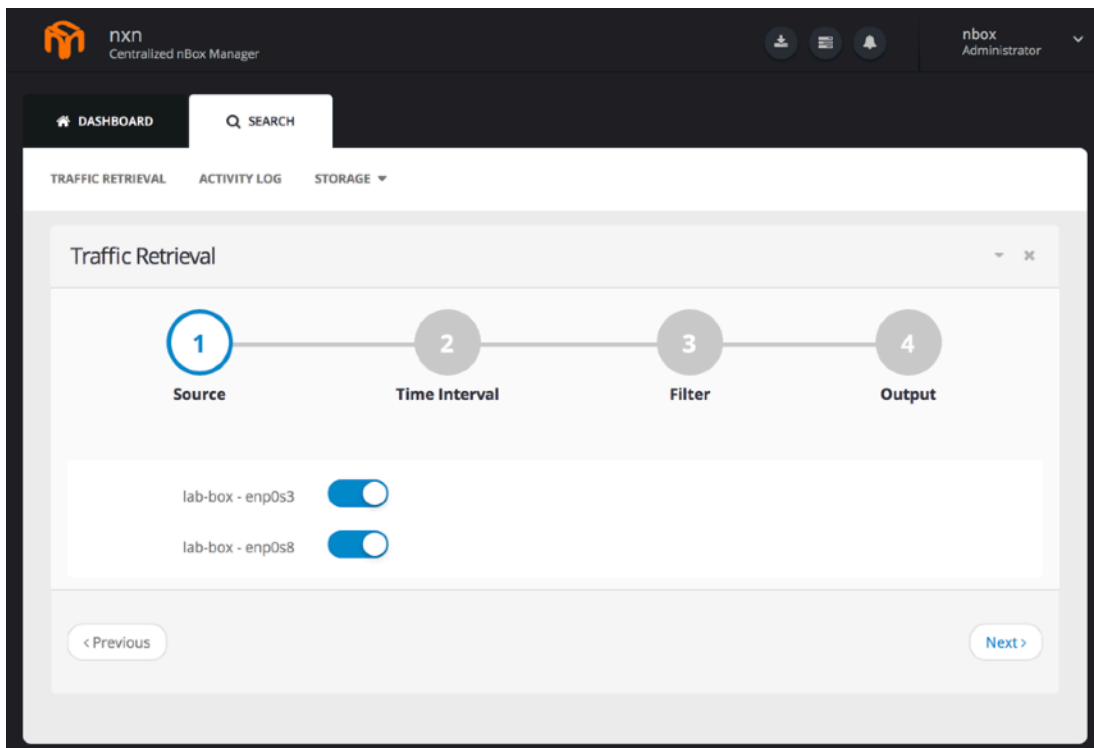 nxn
Centralized nBox Manager
nbox
Administrator
DASHBOARD
SEARCH
TRAFFIC RETRIEVAL
ACTIVITY LOG
STORAGE
Traffic Retrieval
1
2
3
4
Source
Time Interval
Filter
Output
lab-box - enp0s3
lab-box - enp0s8
< Previous
Next >